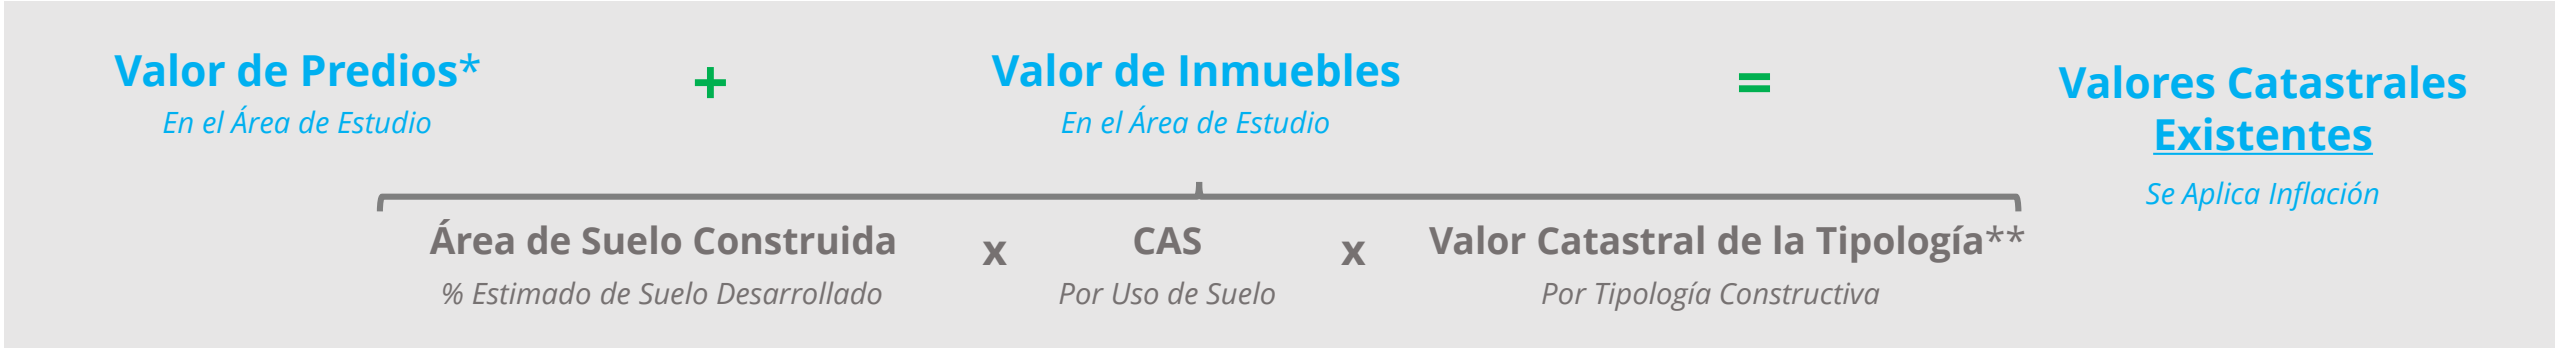 Valor de Predios*
En el Área de Estudio
+
Valor de Inmuebles
En el Área de Estudio
=
Valores Catastrales
Existentes
Se Aplica Inflación
Área de Suelo Construida
% Estimado de Suelo Desarrollado
x
CAS
Por Uso de Suelo
x
Valor Catastral de la Tipología**
Por Tipología Constructiva